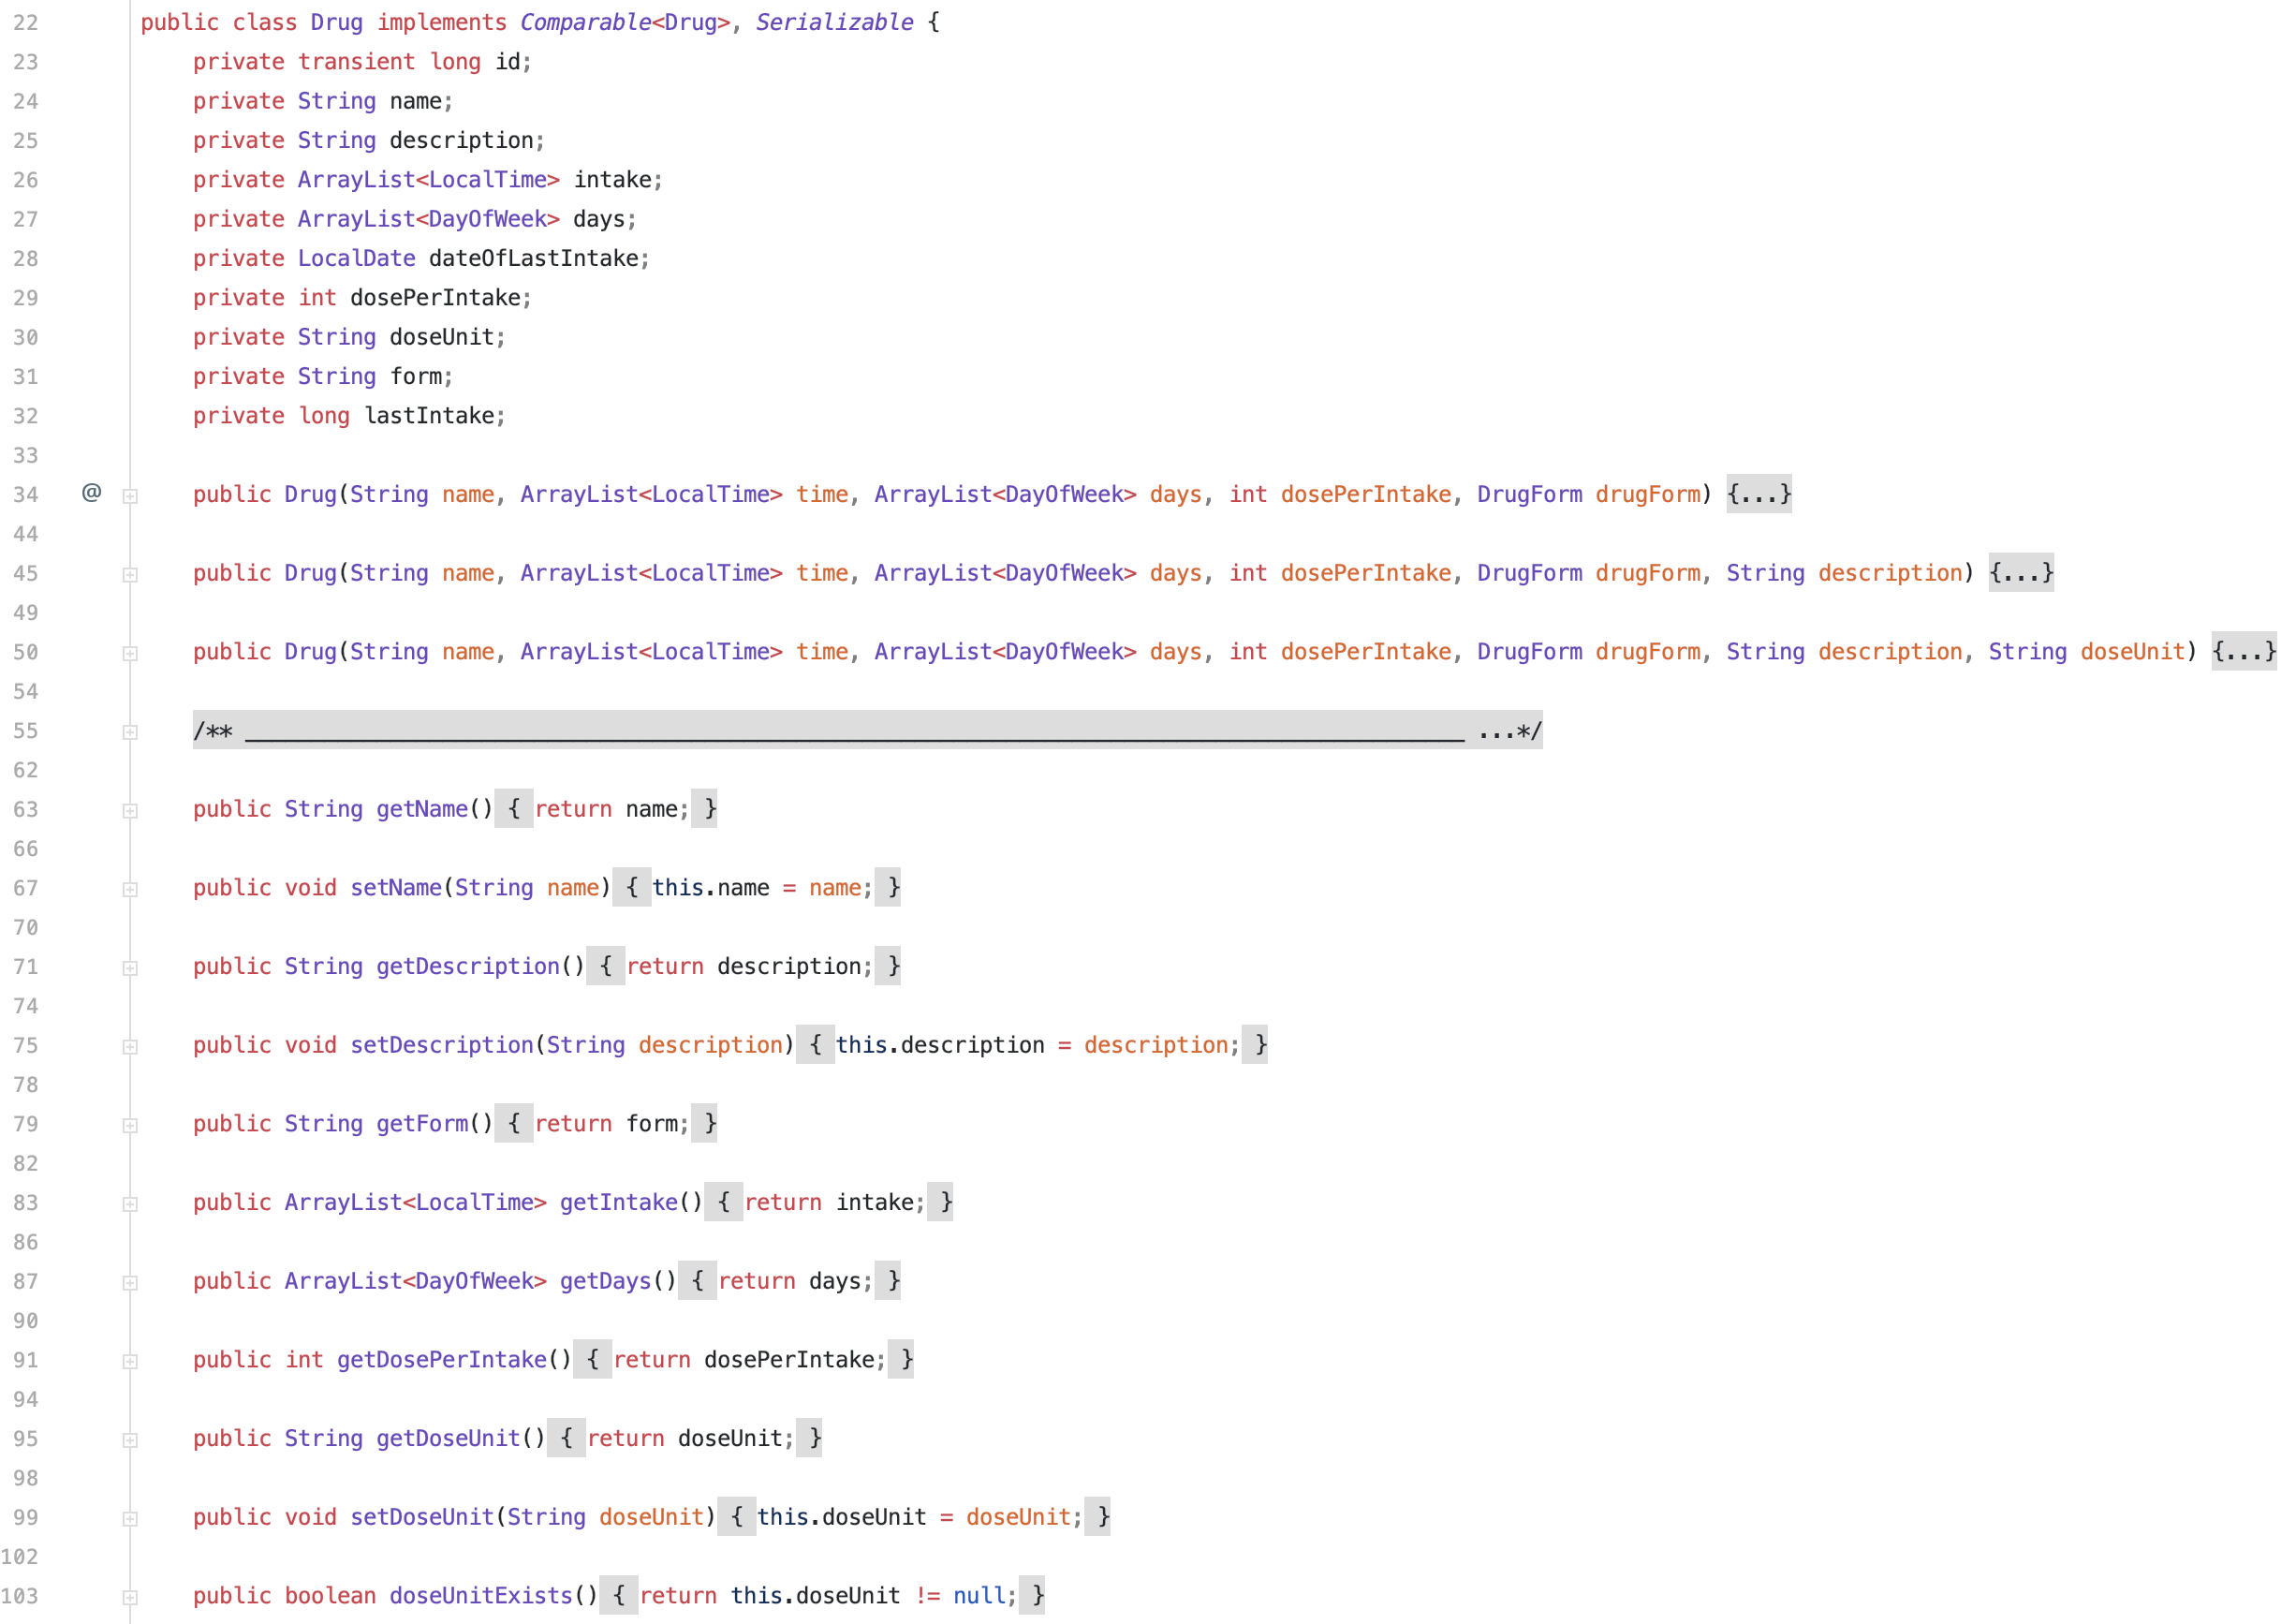 22 public class Drug implements Comparable<Drug>, Serializable {
23 private transient long id;
24 private String name;
25 private String description;
26 private ArrayList<LocalTime> intake;
27 private ArrayList<DayOfWeek> days;
28 private LocalDate dateOfLastIntake;
29 private int dosePerIntake;
30 private String doseUnit;
31 private String form;
32 private long lastIntake;
33
34 @ public Drug(String name, ArrayList<LocalTime> time, ArrayList<DayOfWeek> days, int dosePerIntake, DrugForm drugForm) {...}
44
45 public Drug(String name, ArrayList<LocalTime> time, ArrayList<DayOfWeek> days, int dosePerIntake, DrugForm drugForm, String description) {...}
49
50 public Drug(String name, ArrayList<LocalTime> time, ArrayList<DayOfWeek> days, int dosePerIntake, DrugForm drugForm, String description, String doseUnit) {...}
54
55 /** _____________________________________________________________________________________________ ...*/
62
63 public String getName() { return name; }
66
67 public void setName(String name) { this.name = name; }
70
71 public String getDescription() { return description; }
74
75 public void setDescription(String description) { this.description = description; }
78
79 public String getForm() { return form; }
82
83 public ArrayList<LocalTime> getIntake() { return intake; }
86
87 public ArrayList<DayOfWeek> getDays() { return days; }
90
91 public int getDosePerIntake() { return dosePerIntake; }
94
95 public String getDoseUnit() { return doseUnit; }
98
99 public void setDoseUnit(String doseUnit) { this.doseUnit = doseUnit; }
102
103 public boolean doseUnitExists() { return this.doseUnit != null; }